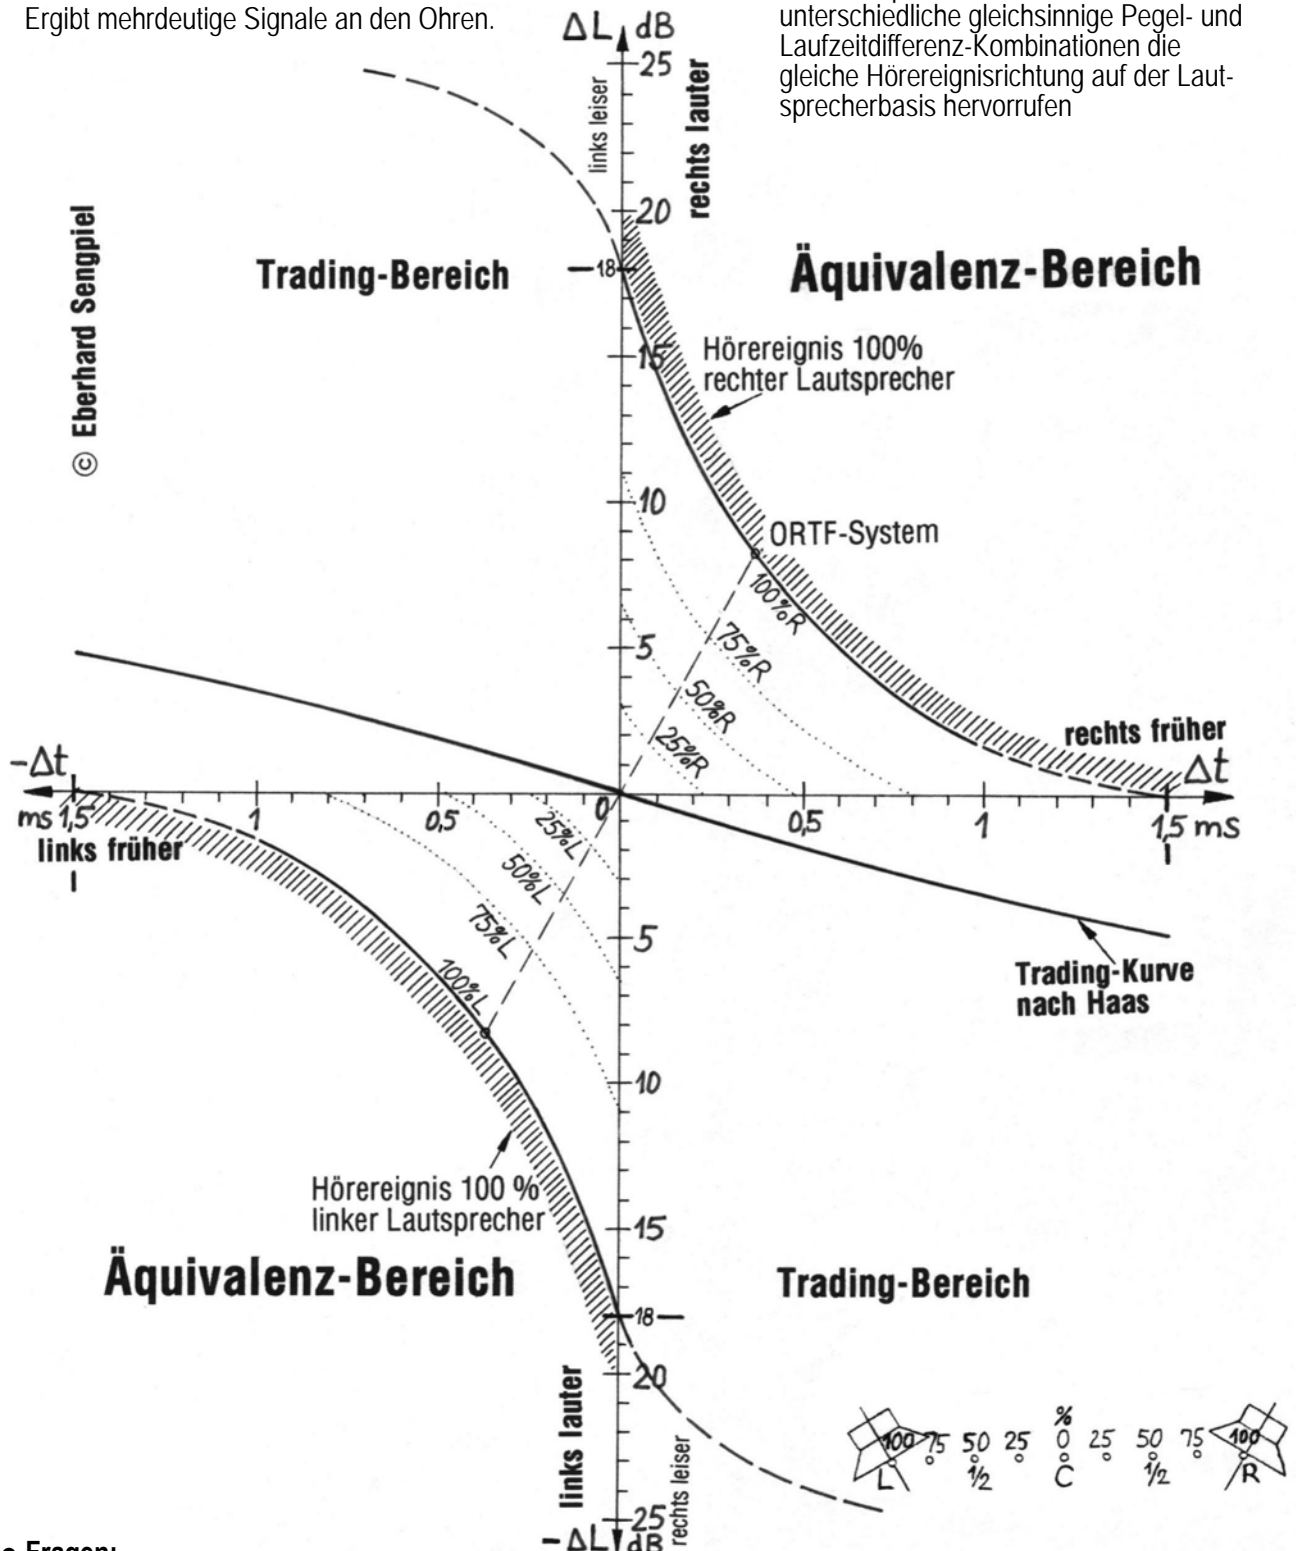 Ergibt mehrdeutige Signale an den Ohren.
unterschiedliche gleichsinnige Pegel- und
Laufzeitdifferenz-Kombinationen die
gleiche Hörereignisrichtung auf der Laut-
sprecherbasis hervorrufen
ΔL dB
25
links leiser
rechts lauter
20
18
© Eberhard Sengpiel
Trading-Bereich
Äquivalenz-Bereich
15
Hörereignis 100%
rechter Lautsprecher
10
ORTF-System
100%R
75%R
5
50%R
25%R
rechts früher
-Δt
Δt
ms 1,5
1
0,5
0
0,5
1
1,5 ms
links früher
25%L
50%L
75%L
100%L
5
Trading-Kurve
nach Haas
10
Hörereignis 100 %
linker Lautsprecher
15
Äquivalenz-Bereich
Trading-Bereich
18
20
links lauter
rechts leiser
%
100 75 50 25 0 25 50 75 100
L 1/2 C 1/2 R
25
-ΔL dB
Fragen: